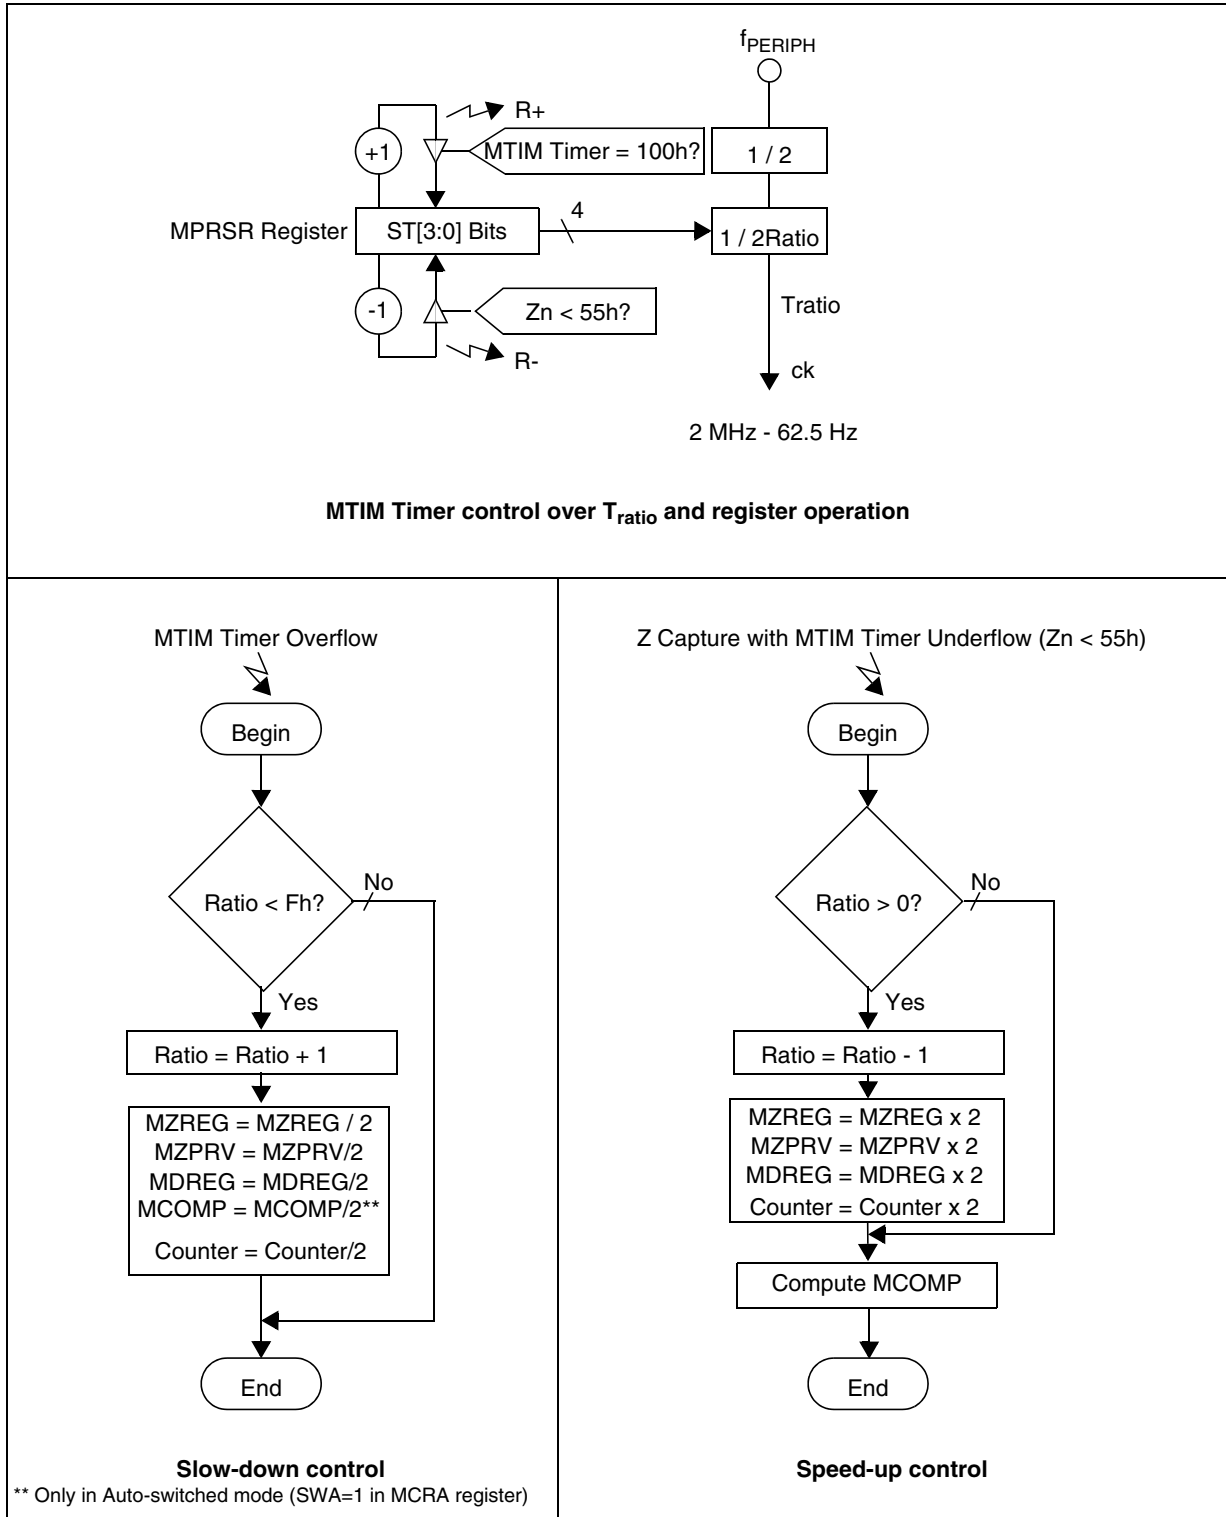 fPERIPH
R+
+1
MTIM Timer = 100h?
1 / 2
4
MPRSR Register
ST[3:0] Bits
1 / 2Ratio
-1
Zn < 55h?
Tratio
R-
ck
2 MHz - 62.5 Hz
MTIM Timer control over Tratio and register operation
MTIM Timer Overflow
Begin
Ratio < Fh?
No
Yes
Ratio = Ratio + 1
MZREG = MZREG / 2
MZPRV = MZPRV/2
MDREG = MDREG/2
MCOMP = MCOMP/2**
Counter = Counter/2
End
Slow-down control
** Only in Auto-switched mode (SWA=1 in MCRA register)
Z Capture with MTIM Timer Underflow (Zn < 55h)
Begin
Ratio > 0?
No
Yes
Ratio = Ratio - 1
MZREG = MZREG x 2
MZPRV = MZPRV x 2
MDREG = MDREG x 2
Counter = Counter x 2
Compute MCOMP
End
Speed-up control